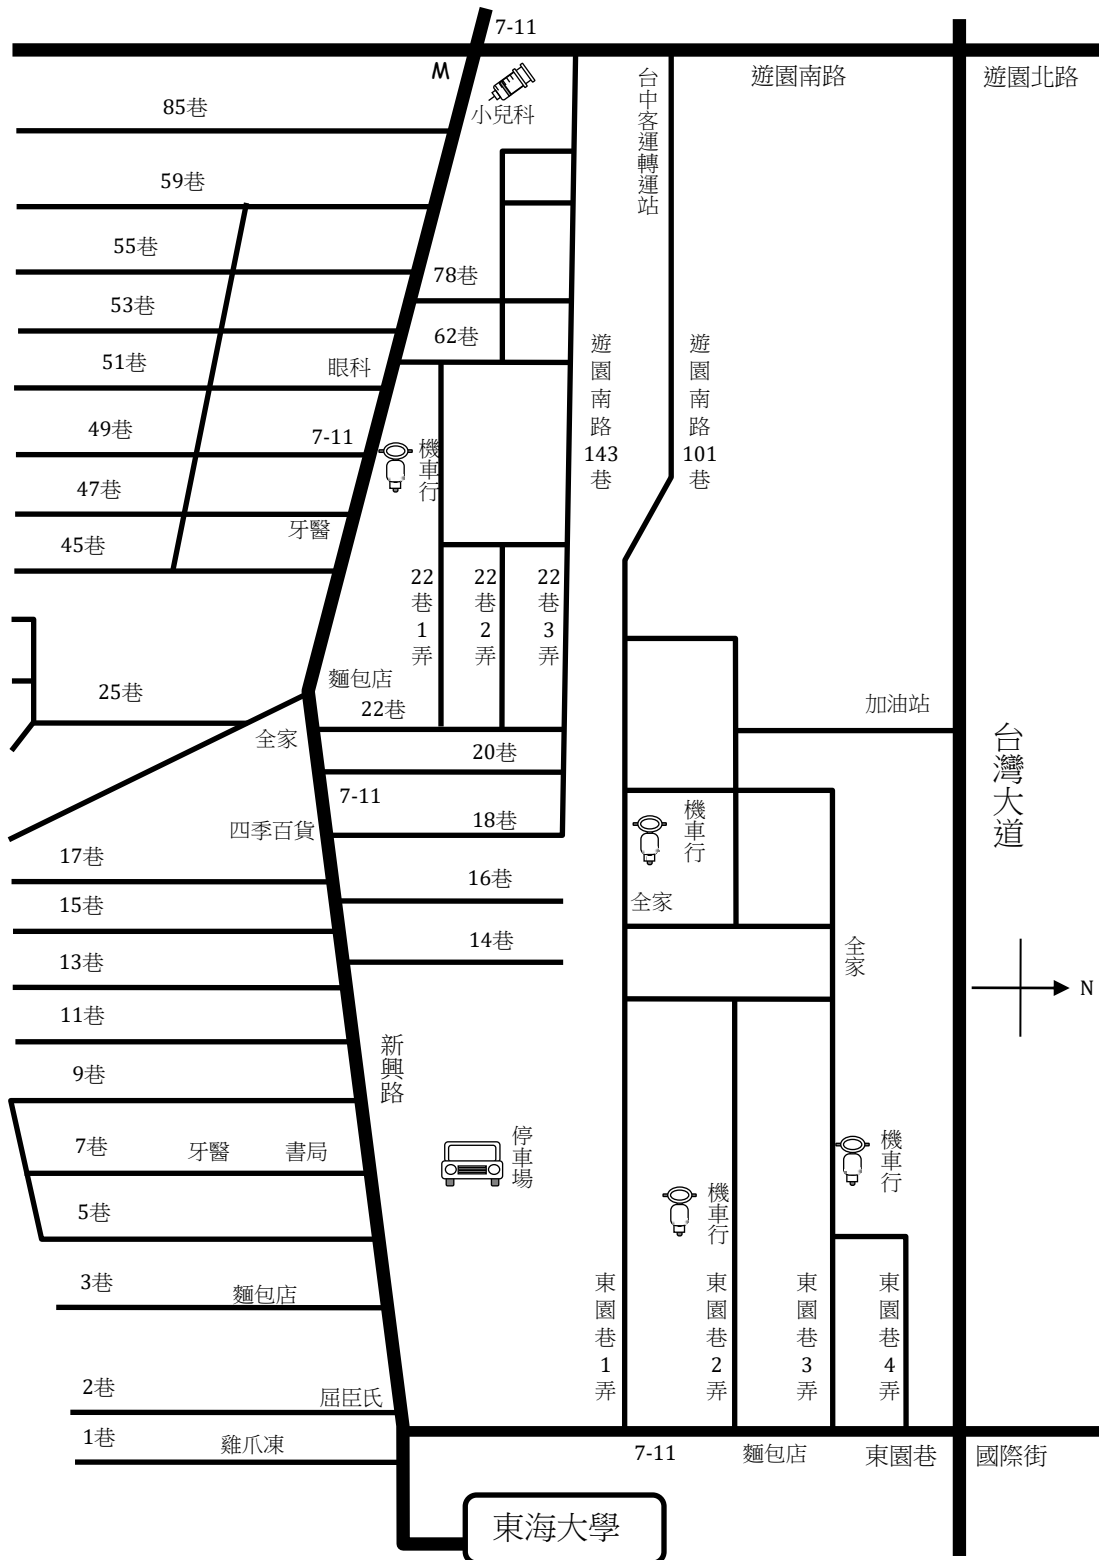 7-11
M
小兒科
台中客運轉運站
遊園南路
遊園北路
85巷
59巷
55巷
78巷
53巷
62巷
51巷
眼科
遊園南路143巷
遊園南路101巷
49巷
7-11
機車行
47巷
牙醫
45巷
22巷1弄
22巷2弄
22巷3弄
麵包店
25巷
22巷
加油站
全家
20巷
台灣大道
7-11
18巷
四季百貨
機車行
17巷
16巷
15巷
全家
14巷
全家
13巷
N
11巷
新興路
9巷
7巷
牙醫
書局
停車場
機車行
5巷
機車行
3巷
麵包店
東園巷1弄
東園巷2弄
東園巷3弄
東園巷4弄
2巷
屈臣氏
1巷
雞爪凍
7-11
麵包店
東園巷
國際街
東海大學